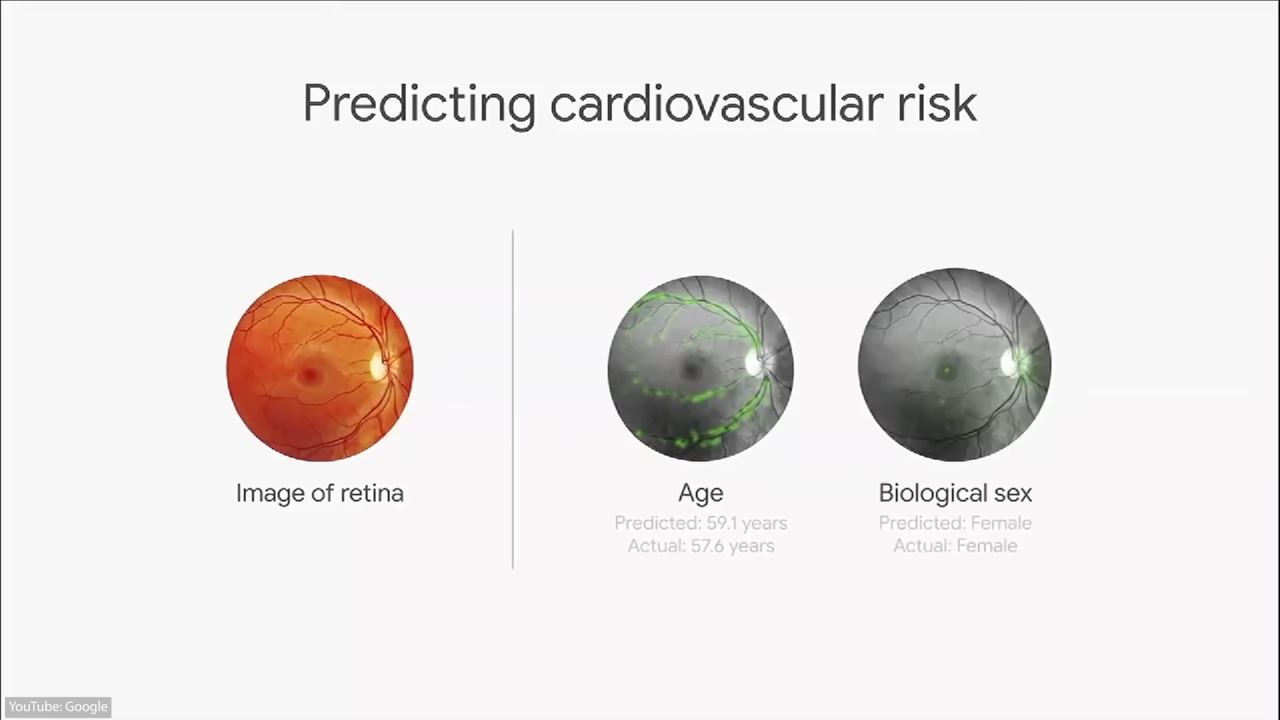 Predicting cardiovascular risk
Image of retina
Age
Predicted: 59.1 years
Actual: 57.6 years
Biological sex
Predicted: Female
Actual: Female
YouTube: Google